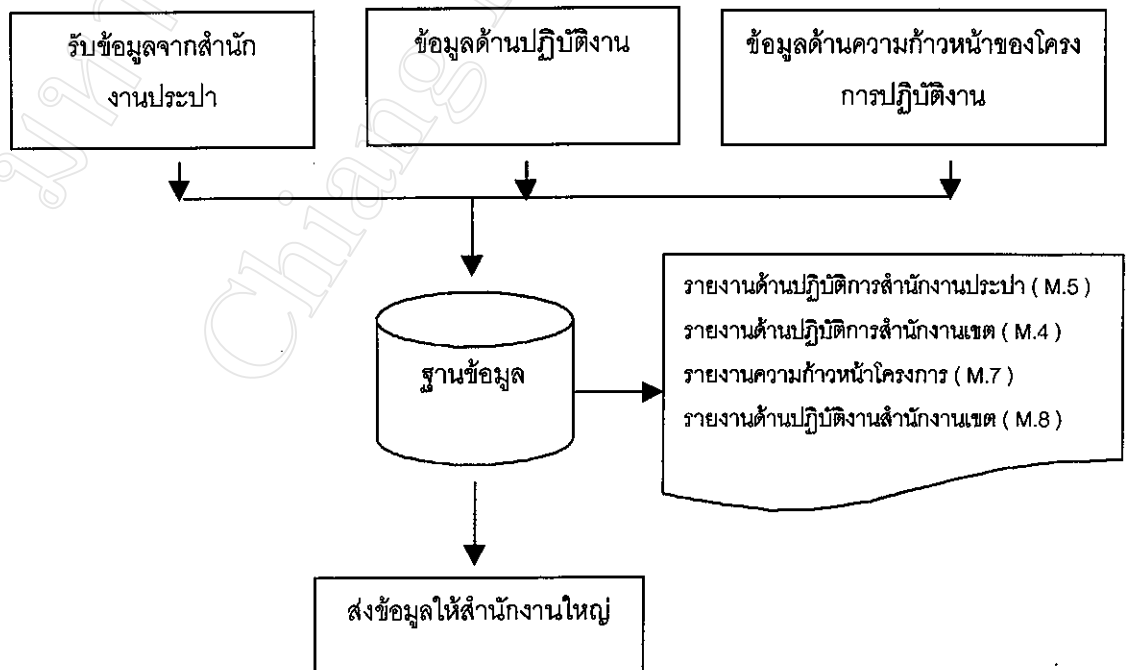 รับข้อมูลจากสำนัก
งานประปา
ข้อมูลด้านปฏิบัติงาน
ข้อมูลด้านความก้าวหน้าของโครง
การปฏิบัติงาน
รายงานด้านปฏิบัติการสำนักงานประปา ( M.5 )
รายงานด้านปฏิบัติการสำนักงานเขต ( M.4 )
รายงานความก้าวหน้าโครงการ ( M.7 )
รายงานด้านปฏิบัติงานสำนักงานเขต ( M.8 )
ฐานข้อมูล
ส่งข้อมูลให้สำนักงานใหญ่
Chiang